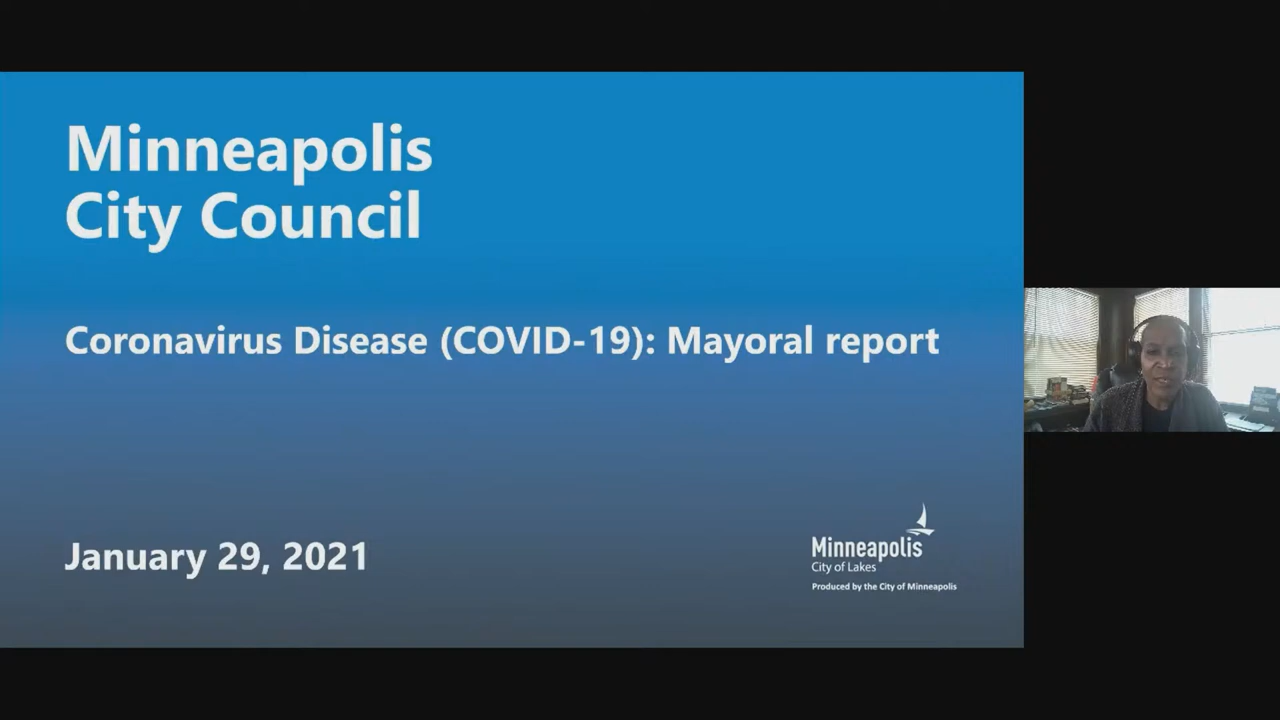 Minneapolis
City Council
Coronavirus Disease (COVID-19): Mayoral report
January 29, 2021
Minneapolis
City of Lakes
Produced by the City of Minneapolis